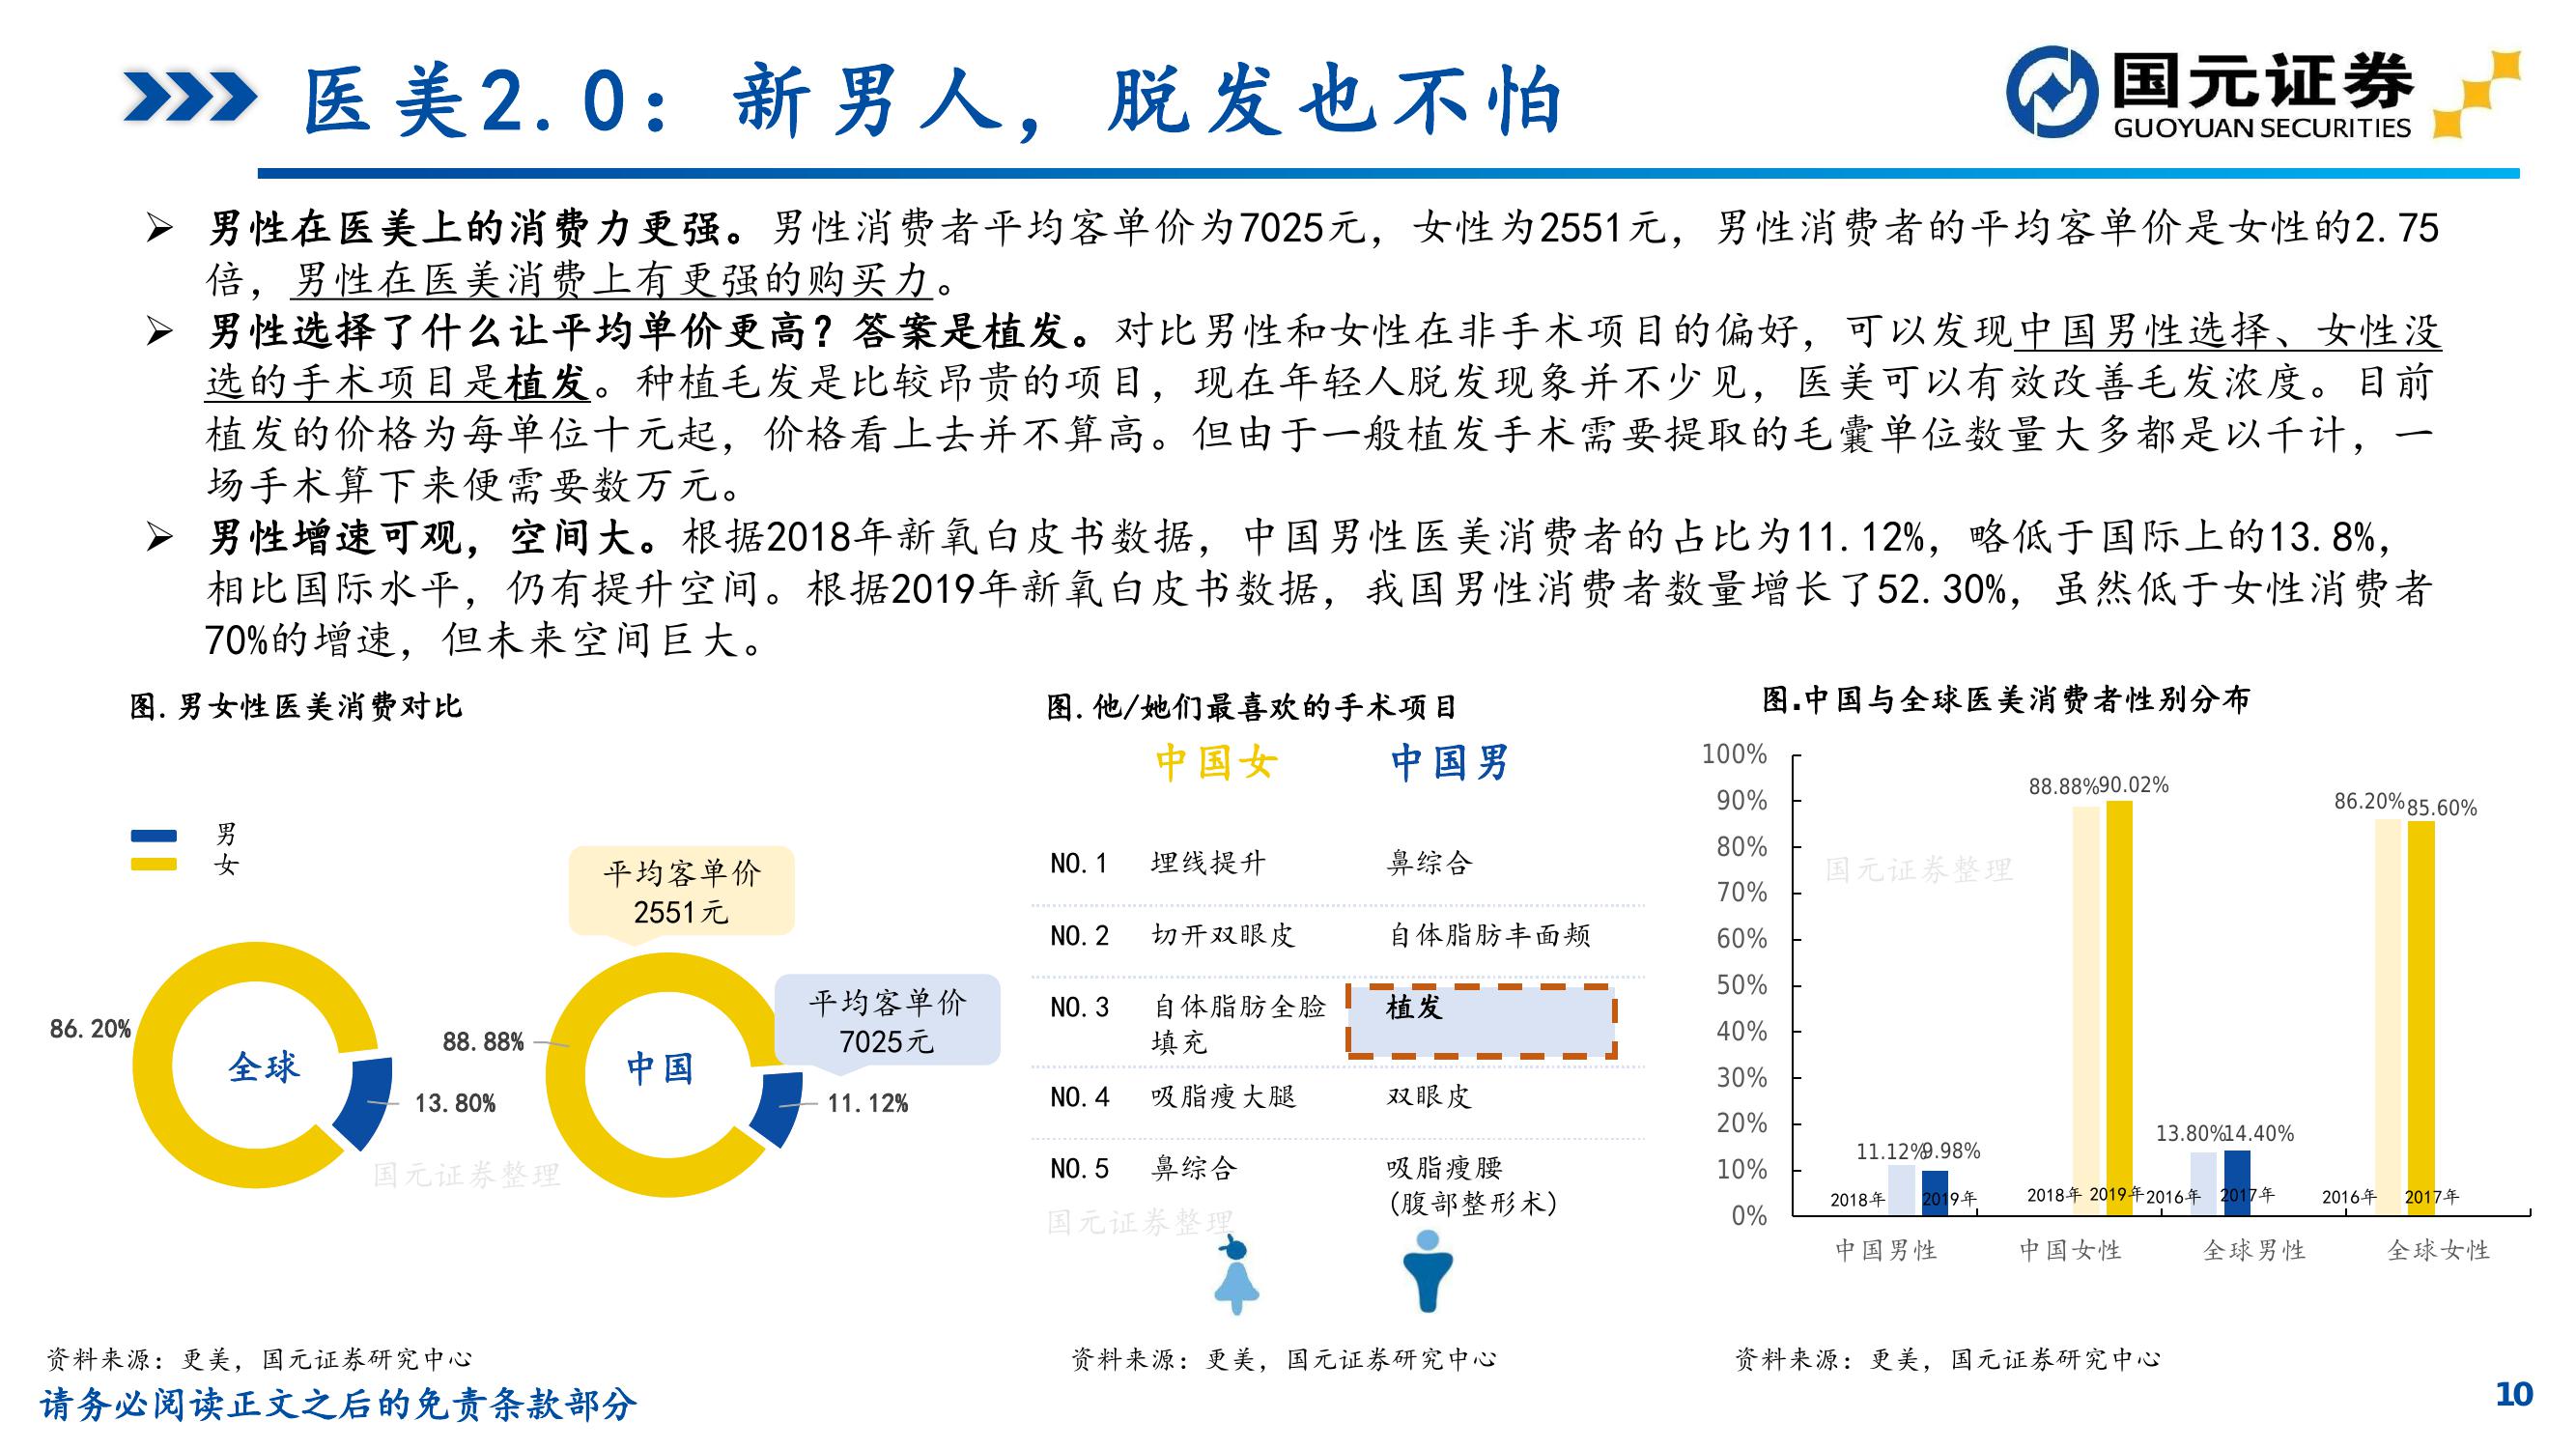 医美2.0：新男人，脱发也不怕
国元证券
GUOYUAN SECURITIES
➢ 男性在医美上的消费力更强。男性消费者平均客单价为7025元，女性为2551元，男性消费者的平均客单价是女性的2.75
倍，男性在医美消费上有更强的购买力。
➢ 男性选择了什么让平均单价更高？答案是植发。对比男性和女性在非手术项目的偏好，可以发现中国男性选择、女性没
选的手术项目是植发。种植毛发是比较昂贵的项目，现在年轻人脱发现象并不少见，医美可以有效改善毛发浓度。目前
植发的价格为每单位十元起，价格看上去并不算高。但由于一般植发手术需要提取的毛囊单位数量大多都是以千计，一
场手术算下来便需要数万元。
➢ 男性增速可观，空间大。根据2018年新氧白皮书数据，中国男性医美消费者的占比为11.12%，略低于国际上的13.8%，
相比国际水平，仍有提升空间。根据2019年新氧白皮书数据，我国男性消费者数量增长了52.30%，虽然低于女性消费者
70%的增速，但未来空间巨大。
图.男女性医美消费对比
男
女
平均客单价
2551元
平均客单价
7025元
86.20%
全球
13.80%
88.88%
中国
11.12%
国元证券整理
资料来源：更美，国元证券研究中心
图.他/她们最喜欢的手术项目
中国女 中国男
NO.1 埋线提升 鼻综合
NO.2 切开双眼皮 自体脂肪丰面颊
NO.3 自体脂肪全脸 植发
填充
NO.4 吸脂瘦大腿 双眼皮
NO.5 鼻综合 吸脂瘦腰
(腹部整形术)
国元证券整理
资料来源：更美，国元证券研究中心
图.中国与全球医美消费者性别分布
100%
90%
80%
70%
60%
50%
40%
30%
20%
10%
0%
国元证券整理
11.12% 9.98%
88.88% 90.02%
13.80% 14.40%
86.20% 85.60%
2018年 2019年 2018年 2019年 2016年 2017年 2016年 2017年
中国男性 中国女性 全球男性 全球女性
资料来源：更美，国元证券研究中心
请务必阅读正文之后的免责条款部分
10